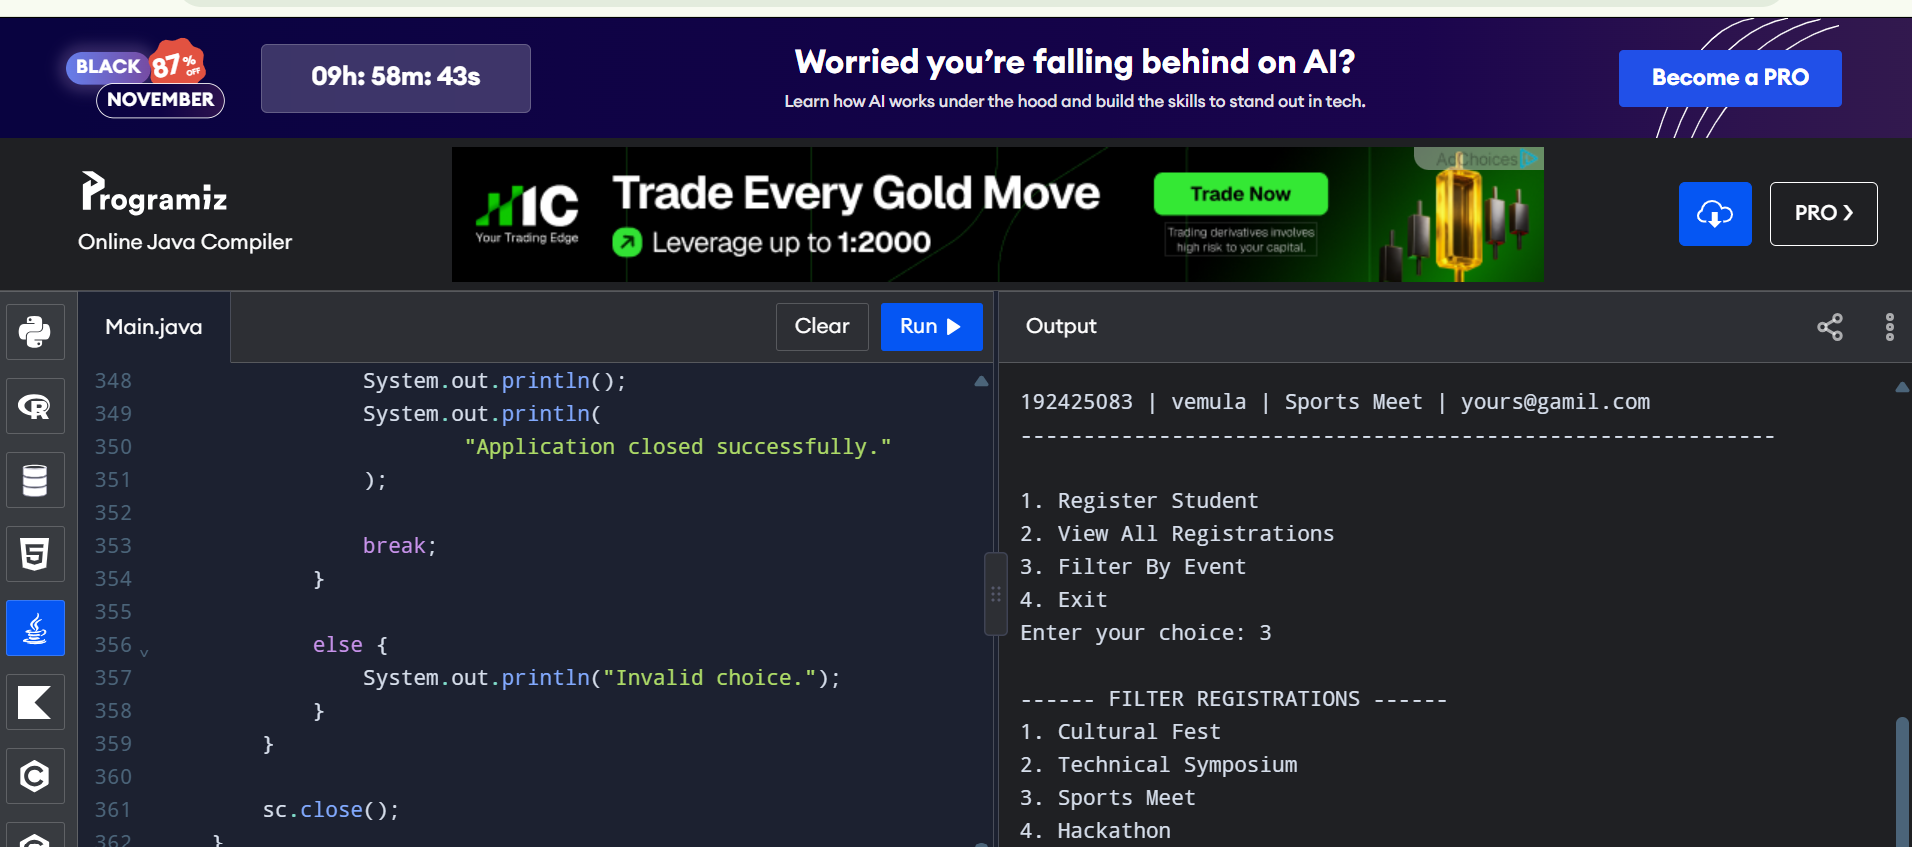 BLACK 87% OFF
NOVEMBER
09h: 58m: 43s
Worried you’re falling behind on AI?
Learn how AI works under the hood and build the skills to stand out in tech.
Become a PRO
Programiz
Online Java Compiler
HIC
Your Trading Edge
Trade Every Gold Move
Leverage up to 1:2000
Trade Now
Trading derivatives involves
high risk to your capital.
AdChoices
PRO
Main.java
Clear
Run
348 System.out.println();
349 System.out.println(
350 "Application closed successfully."
351 );
352
353 break;
354 }
355
356 else {
357 System.out.println("Invalid choice.");
358 }
359 }
360
361 sc.close();
362 }
Output
192425083 | vemula | Sports Meet | yours@gamil.com
------------------------------------------------------------
1. Register Student
2. View All Registrations
3. Filter By Event
4. Exit
Enter your choice: 3
------ FILTER REGISTRATIONS ------
1. Cultural Fest
2. Technical Symposium
3. Sports Meet
4. Hackathon